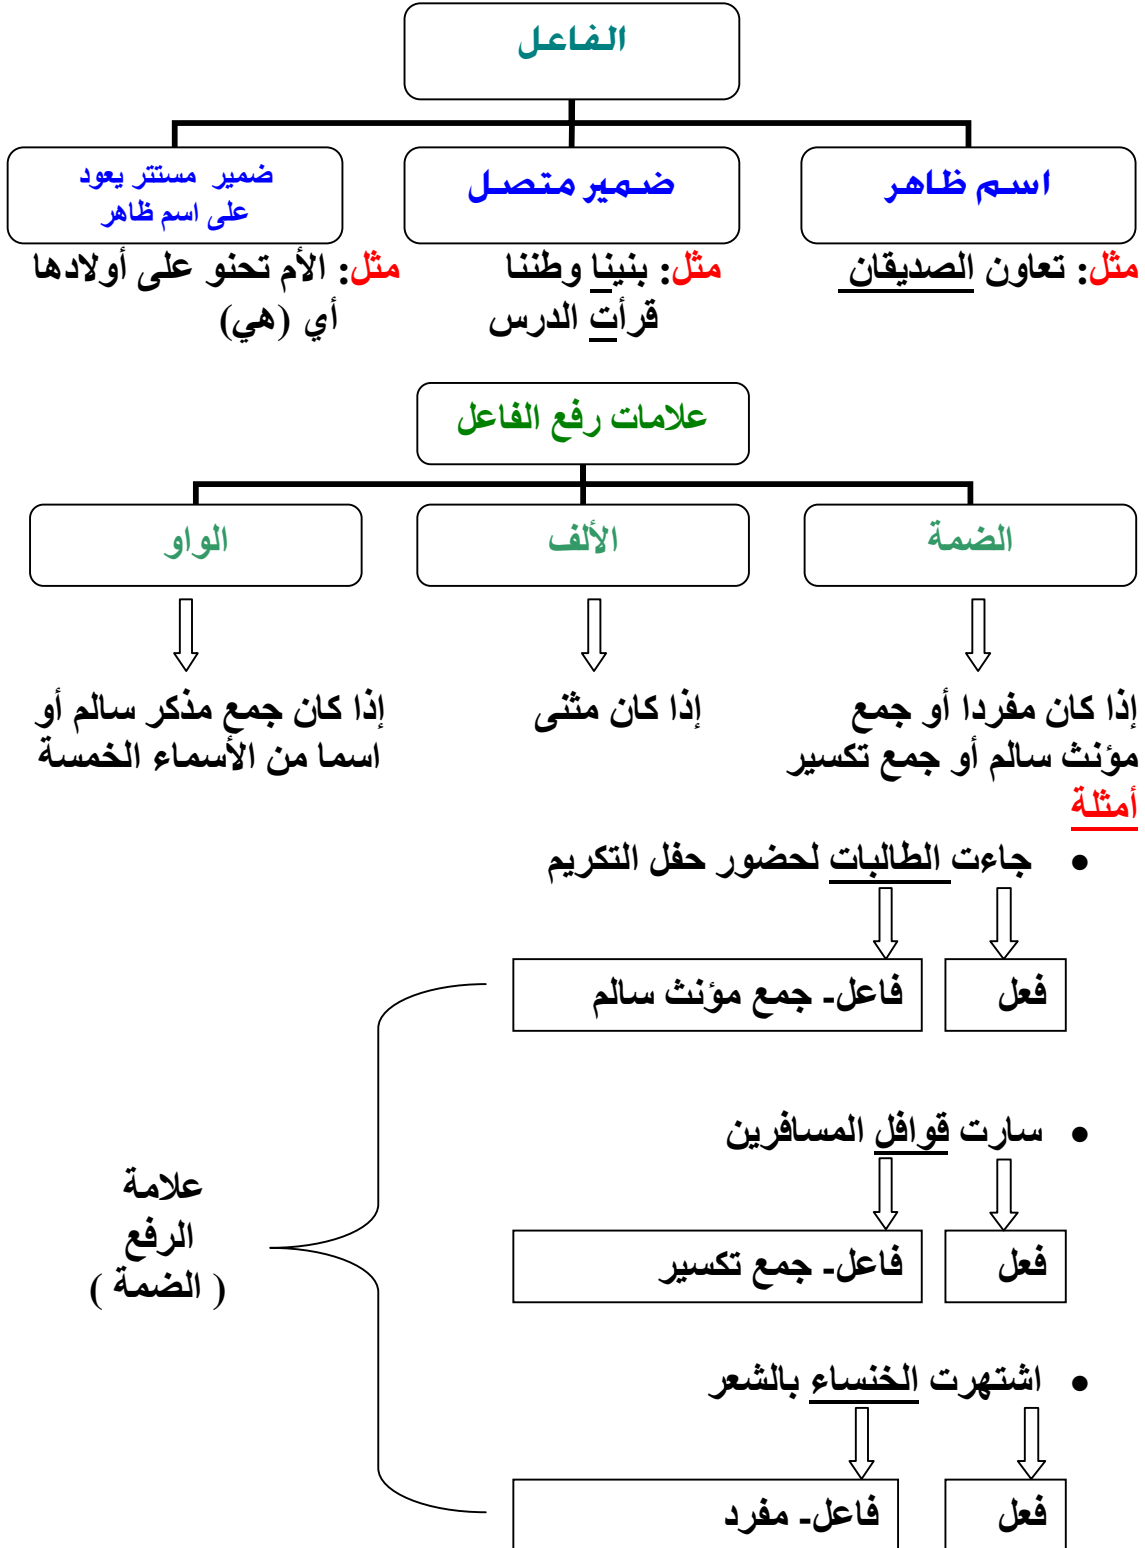 الفاعل
اسم ظاهر
ضمير متصل
ضمير مستتر يعود
على اسم ظاهر
مثل: تعاون الصديقان
مثل: بنينا وطننا
قرأت الدرس
مثل: الأم تحنو على أولادها
أي (هي)
علامات رفع الفاعل
الضمة
الألف
الواو
إذا كان مفردا أو جمع
مؤنث سالم أو جمع تكسير
إذا كان مثنى
إذا كان جمع مذكر سالم أو
اسما من الأسماء الخمسة
أمثلة
• جاءت الطالبات لحضور حفل التكريم
فعل
فاعل- جمع مؤنث سالم
• سارت قوافل المسافرين
فعل
فاعل- جمع تكسير
علامة
الرفع
( الضمة )
• اشتهرت الخنساء بالشعر
فعل
فاعل- مفرد